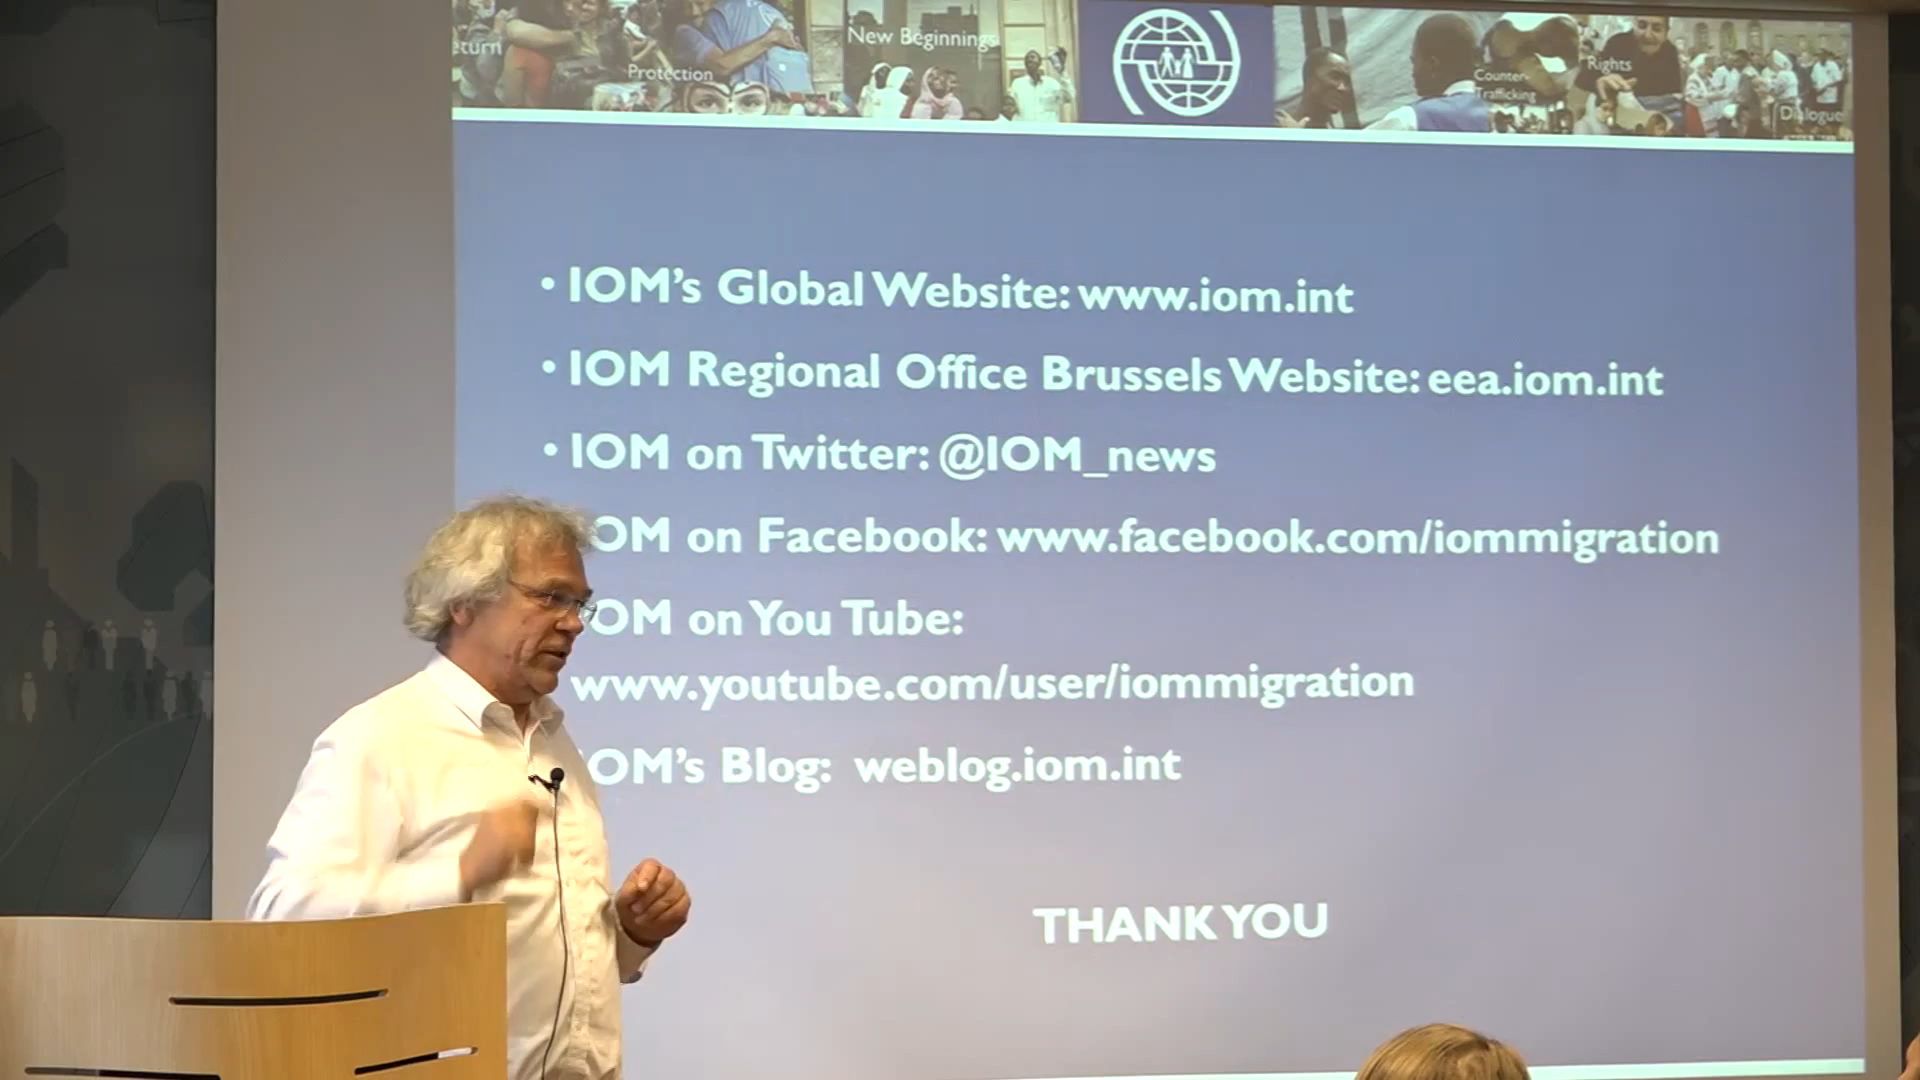 eturn
Protection
New Beginnings
Counter
Trafficking
Rights
Dialogue
• IOM's Global Website: www.iom.int
• IOM Regional Office Brussels Website: eea.iom.int
• IOM on Twitter: @IOM_news
OM on Facebook: www.facebook.com/iommigration
OM on You Tube:
www.youtube.com/user/iommigration
OM's Blog: weblog.iom.int
THANK YOU